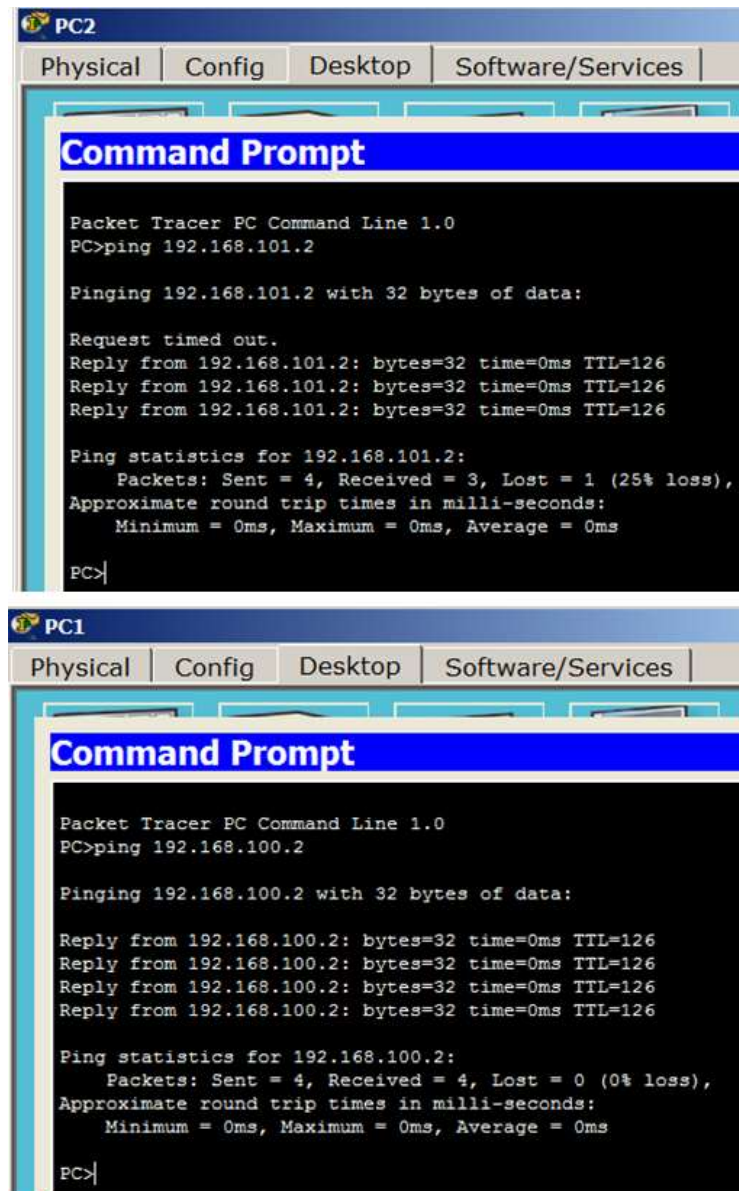 PC2
Physical Config Desktop Software/Services
Command Prompt
Packet Tracer PC Command Line 1.0
PC>ping 192.168.101.2
Pinging 192.168.101.2 with 32 bytes of data:
Request timed out.
Reply from 192.168.101.2: bytes=32 time=0ms TTL=126
Reply from 192.168.101.2: bytes=32 time=0ms TTL=126
Reply from 192.168.101.2: bytes=32 time=0ms TTL=126
Ping statistics for 192.168.101.2:
Packets: Sent = 4, Received = 3, Lost = 1 (25% loss),
Approximate round trip times in milli-seconds:
Minimum = 0ms, Maximum = 0ms, Average = 0ms
PC>
PC1
Physical Config Desktop Software/Services
Command Prompt
Packet Tracer PC Command Line 1.0
PC>ping 192.168.100.2
Pinging 192.168.100.2 with 32 bytes of data:
Reply from 192.168.100.2: bytes=32 time=0ms TTL=126
Reply from 192.168.100.2: bytes=32 time=0ms TTL=126
Reply from 192.168.100.2: bytes=32 time=0ms TTL=126
Reply from 192.168.100.2: bytes=32 time=0ms TTL=126
Ping statistics for 192.168.100.2:
Packets: Sent = 4, Received = 4, Lost = 0 (0% loss),
Approximate round trip times in milli-seconds:
Minimum = 0ms, Maximum = 0ms, Average = 0ms
PC>